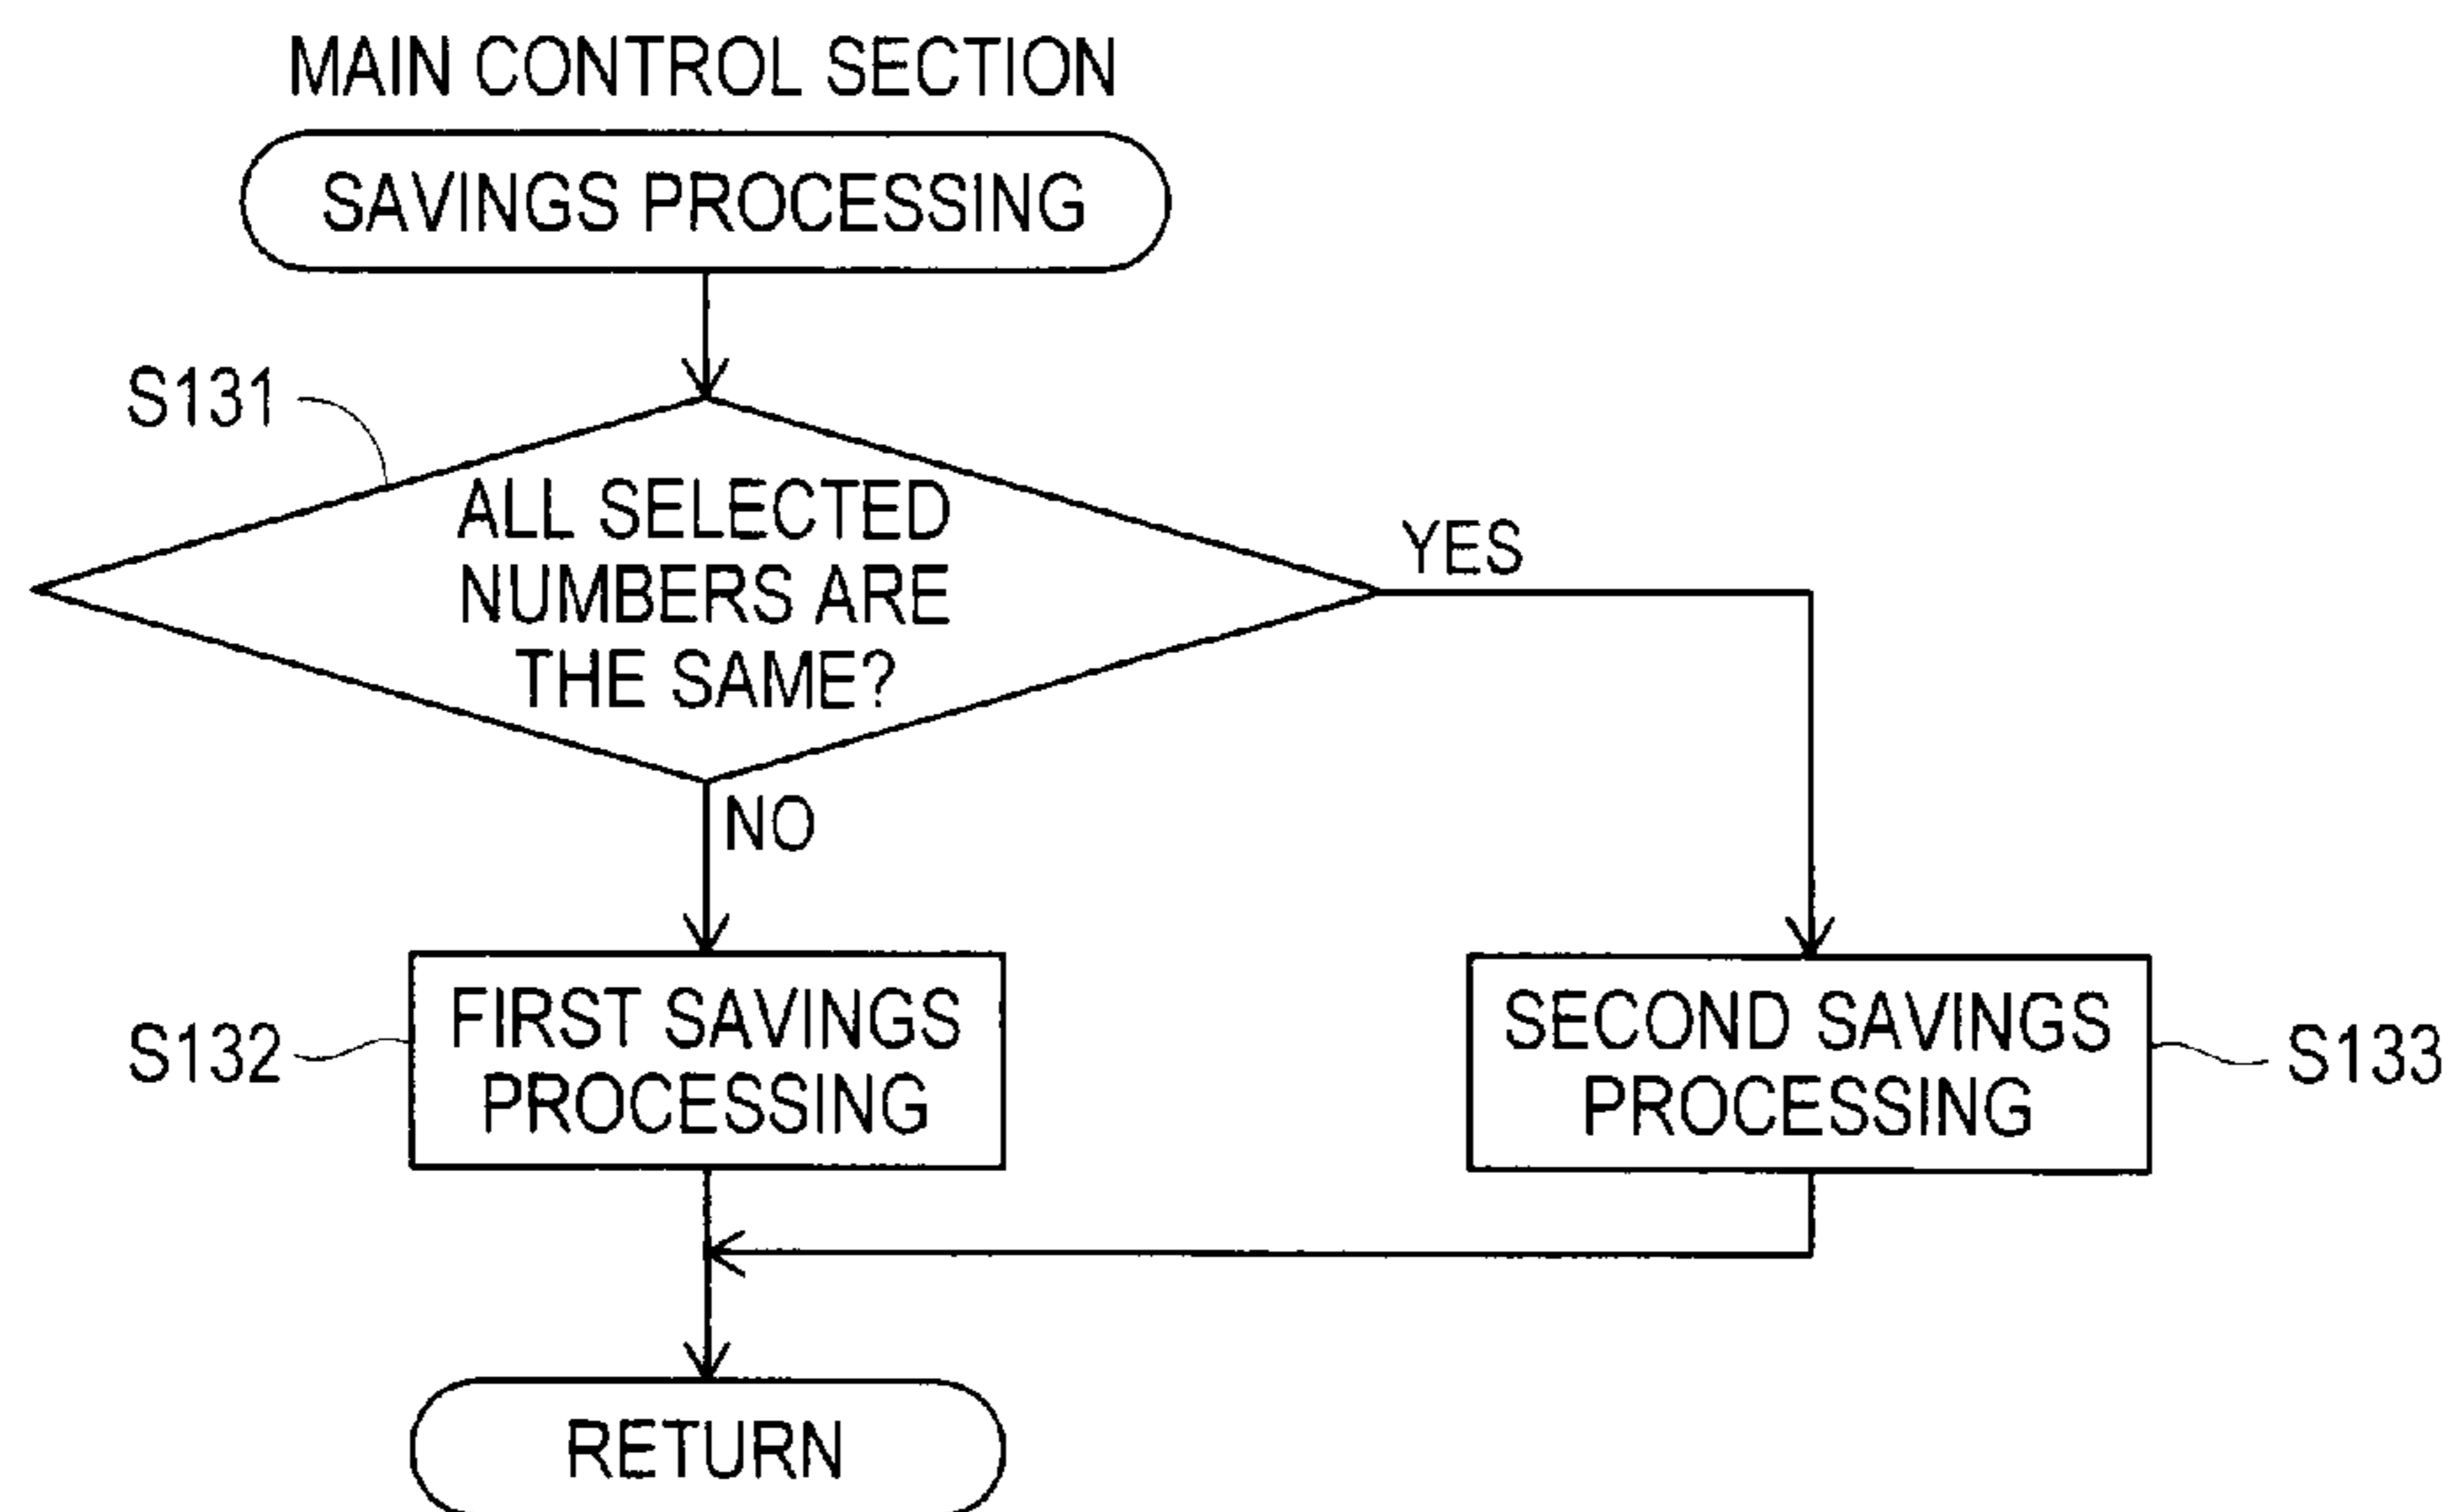 MAIN CONTROL SECTION
SAVINGS PROCESSING
S131
ALL SELECTED
NUMBERS ARE
THE SAME?
YES
NO
S132
FIRST SAVINGS
PROCESSING
SECOND SAVINGS
PROCESSING
S133
RETURN